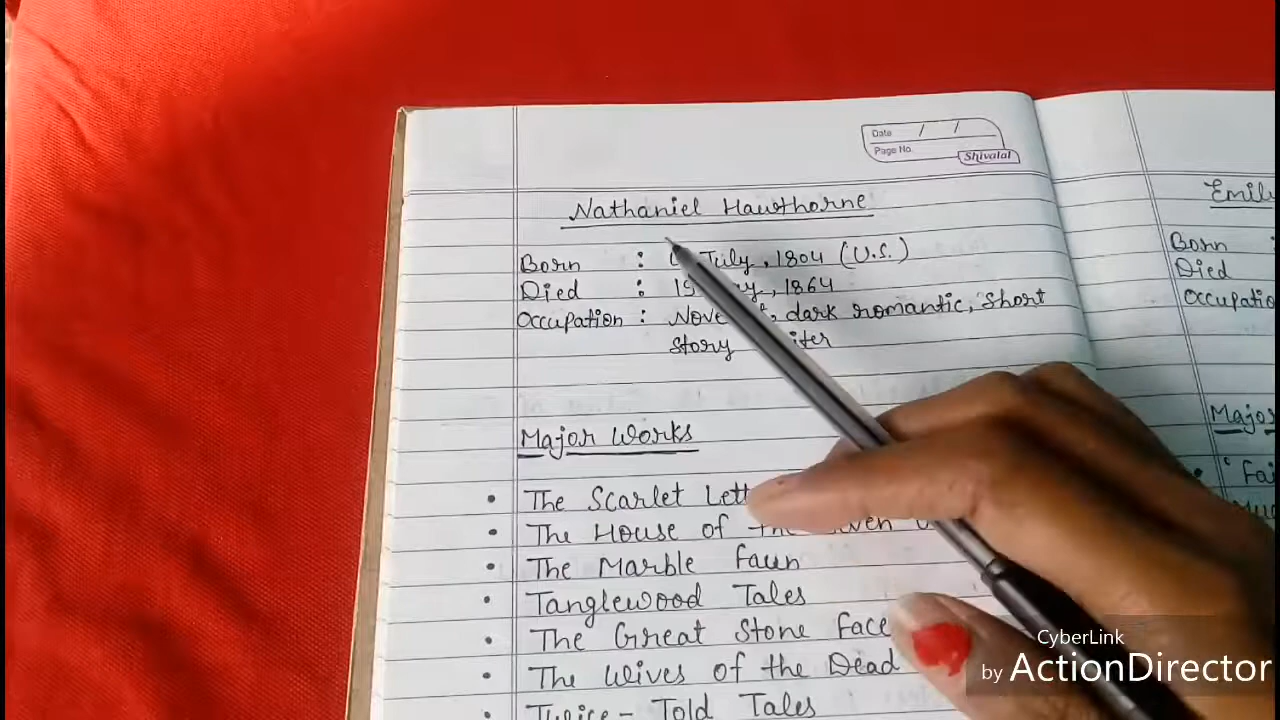 Date / /
Page No.
Shivalal
Nathaniel Hawthorne
Born : July, 1804 (U.S.)
Died : 1864
Occupation : dark romantic, Short
Story
Major Works
• The Scarlet
• The House of the
• The Marble Faun
• Tanglewood Tales
• The Great Stone Face
• The Wives of the Dead
• Twice-Told Tales
Born
Died
Major
CyberLink
by ActionDirector